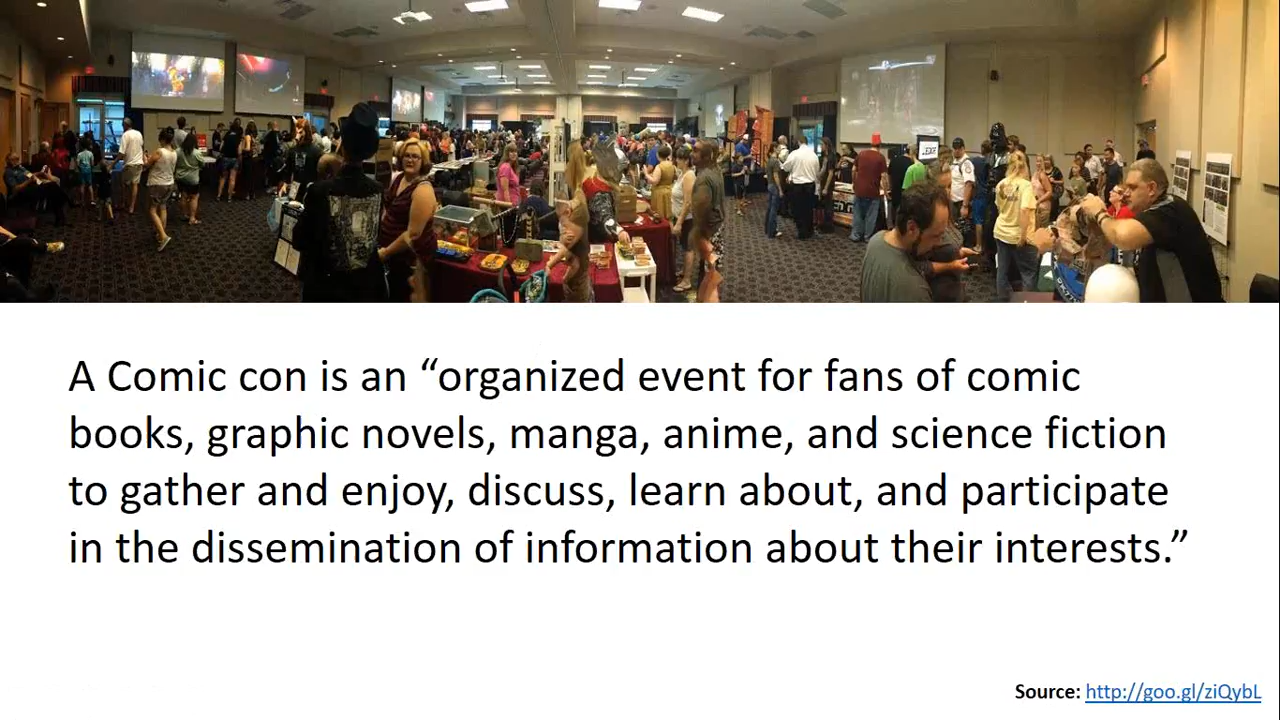 A Comic con is an “organized event for fans of comic
books, graphic novels, manga, anime, and science fiction
to gather and enjoy, discuss, learn about, and participate
in the dissemination of information about their interests.”
Source: http://goo.gl/ziQybL